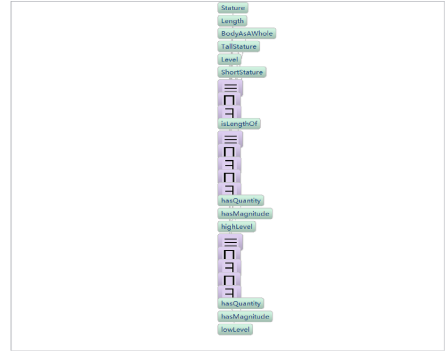 Stature
Length
BodyAsAWhole
TallStature
Level
ShortStature
≡
⊓
∃
isLengthOf
≡
⊓
∃
⊓
∃
hasQuantity
hasMagnitude
highLevel
≡
⊓
∃
⊓
∃
hasQuantity
hasMagnitude
lowLevel